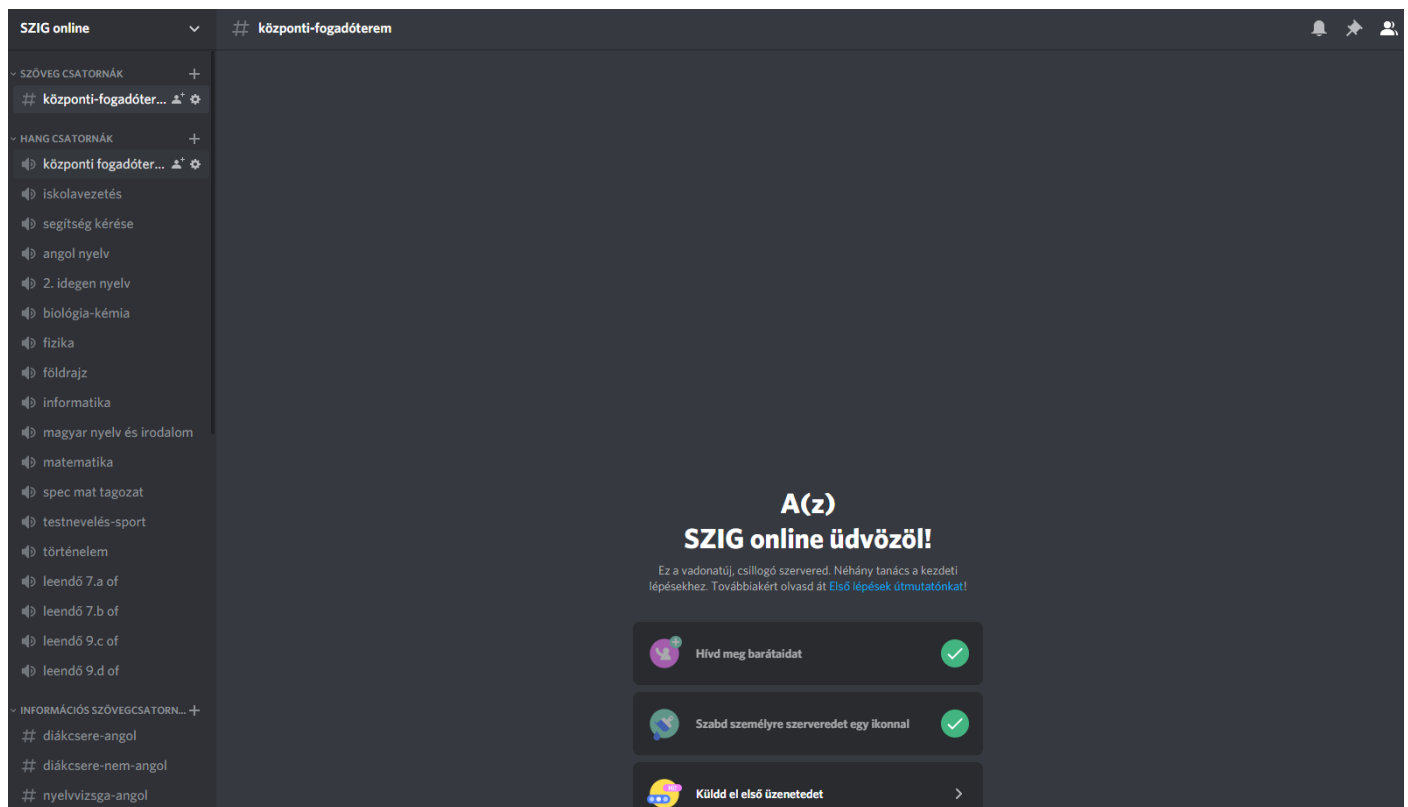 SZIG online
központi-fogadóterem
SZÖVEG CSATORNÁK
központi-fogadóter...
HANG CSATORNÁK
központi fogadóter...
iskolavezetés
segítség kérése
angol nyelv
2. idegen nyelv
biológia-kémia
fizika
földrajz
informatika
magyar nyelv és irodalom
matematika
spec mat tagozat
testnevelés-sport
történelem
leendő 7.a of
leendő 7.b of
leendő 9.c of
leendő 9.d of
INFORMÁCIÓS SZÖVEGCSATORN...
diákcsere-angol
diákcsere-nem-angol
nyelvvizsga-angol
A(z)
SZIG online üdvözöl!
Ez a vadonatúj, csillogó szervered. Néhány tanács a kezdeti
lépésekhez. Továbbiakért olvasd át Első lépések útmutatónkat!
Hívd meg barátaidat
Szabd személyre szerveredet egy ikonnal
Küldd el első üzenetedet